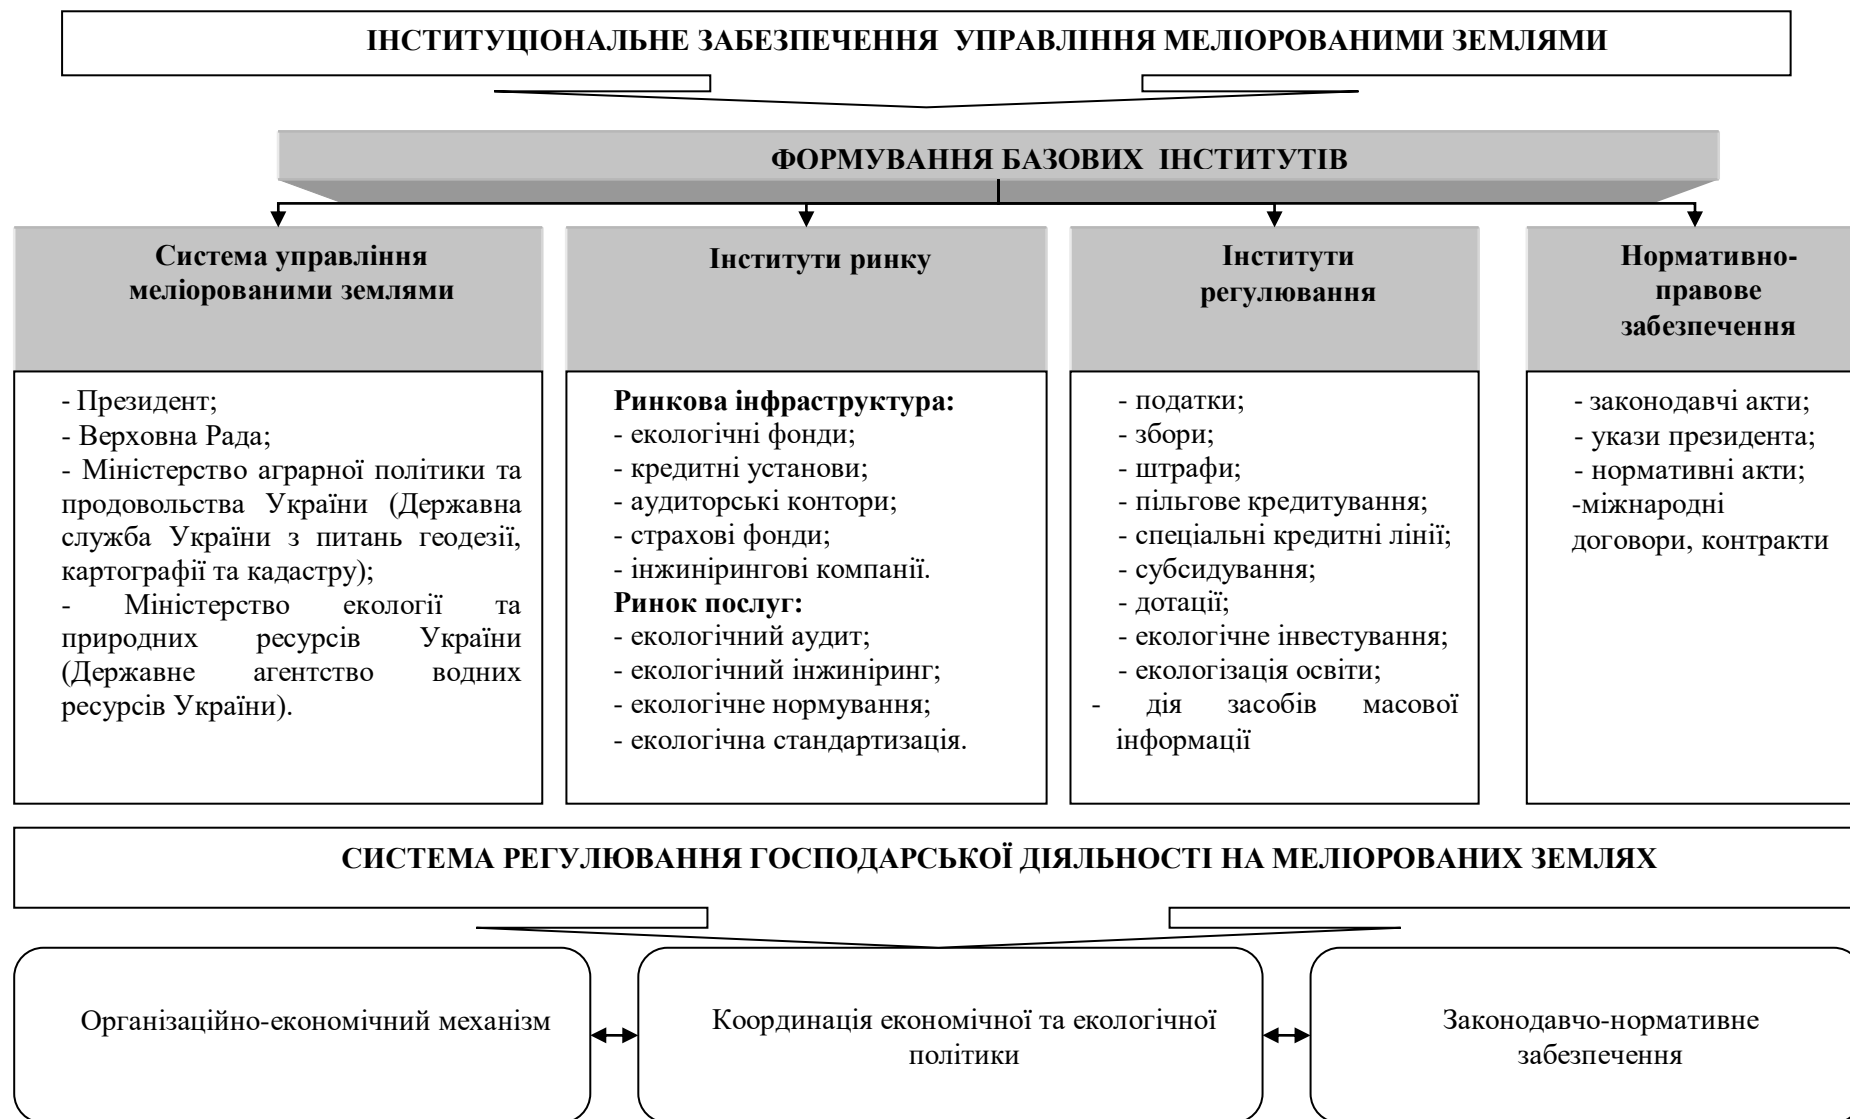 ІНСТИТУЦІОНАЛЬНЕ ЗАБЕЗПЕЧЕННЯ УПРАВЛІННЯ МЕЛІОРОВАНИМИ ЗЕМЛЯМИ
ФОРМУВАННЯ БАЗОВИХ ІНСТИТУТІВ
Система управління
меліорованими землями
- Президент;
- Верховна Рада;
- Міністерство аграрної політики та
продовольства України (Державна
служба України з питань геодезії,
картографії та кадастру);
- Міністерство екології та
природних ресурсів України
(Державне агентство водних
ресурсів України).
Інститути ринку
Ринкова інфраструктура:
- екологічні фонди;
- кредитні установи;
- аудиторські контори;
- страхові фонди;
- інжинірингові компанії.
Ринок послуг:
- екологічний аудит;
- екологічний інжиніринг;
- екологічне нормування;
- екологічна стандартизація.
Інститути
регулювання
- податки;
- збори;
- штрафи;
- пільгове кредитування;
- спеціальні кредитні лінії;
- субсидування;
- дотації;
- екологічне інвестування;
- екологізація освіти;
- дія засобів масової
інформації
Нормативно-
правове
забезпечення
- законодавчі акти;
- укази президента;
- нормативні акти;
-міжнародні
договори, контракти
СИСТЕМА РЕГУЛЮВАННЯ ГОСПОДАРСЬКОЇ ДІЯЛЬНОСТІ НА МЕЛІОРОВАНИХ ЗЕМЛЯХ
Організаційно-економічний механізм
Координація економічної та екологічної
політики
Законодавчо-нормативне
забезпечення